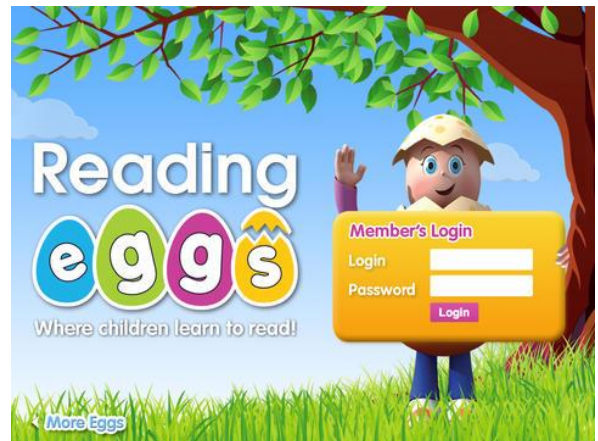 Reading
eggs
Where children learn to read!
Member's Login
Login
Password
Login
‹ More Eggs